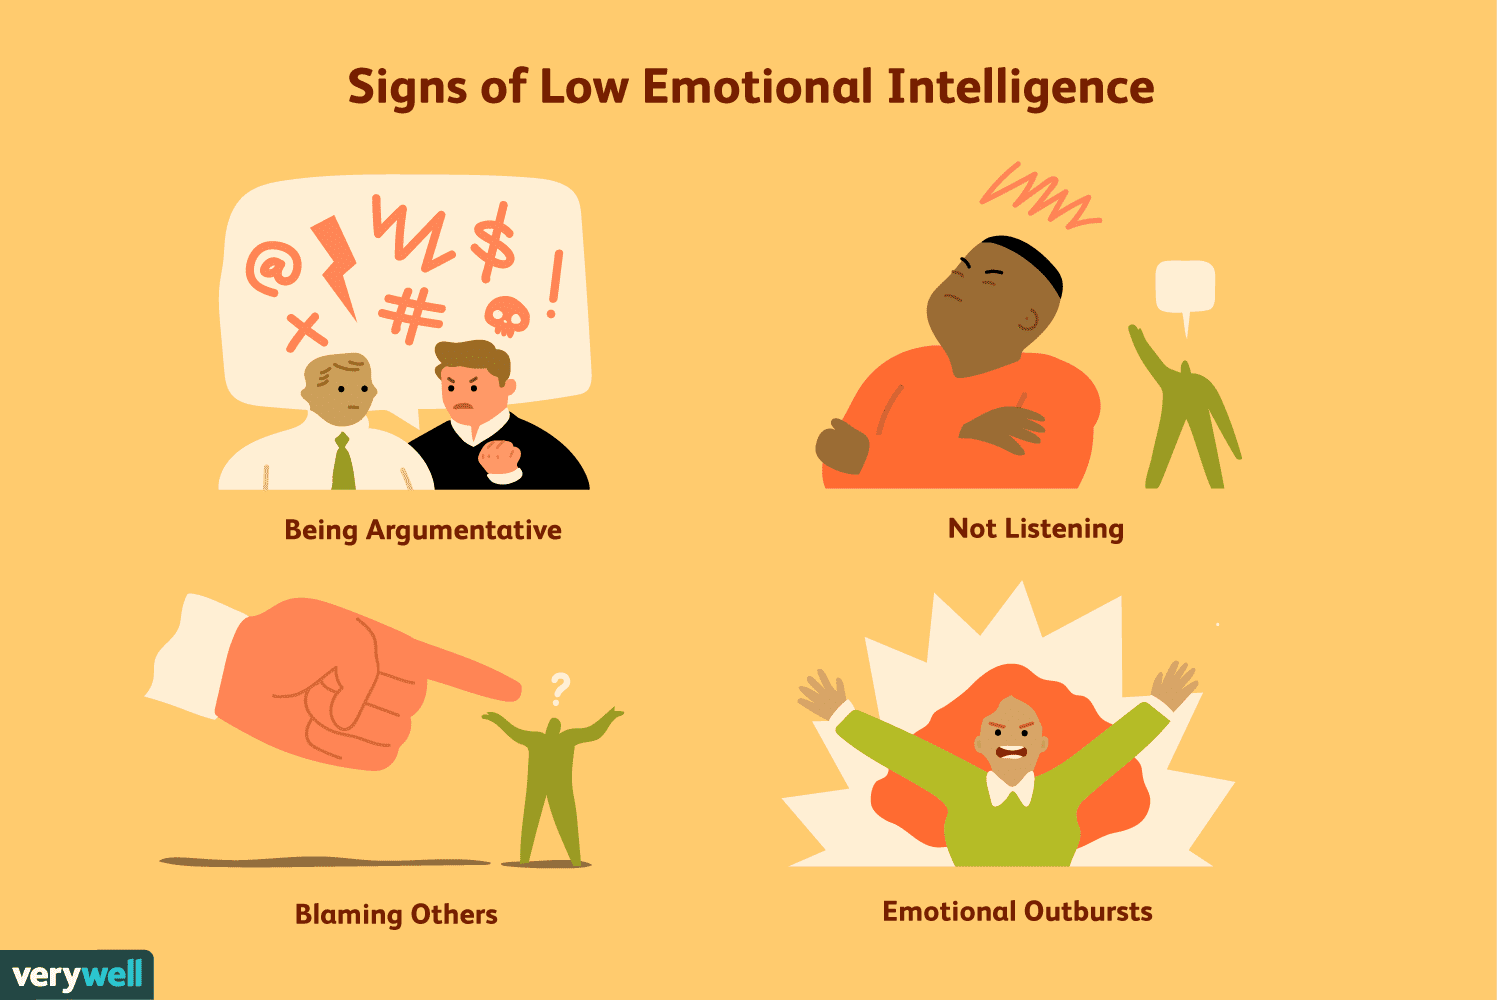 Signs of Low Emotional Intelligence
@ $ !
x #
Being Argumentative
Not Listening
?
Blaming Others
Emotional Outbursts
verywell